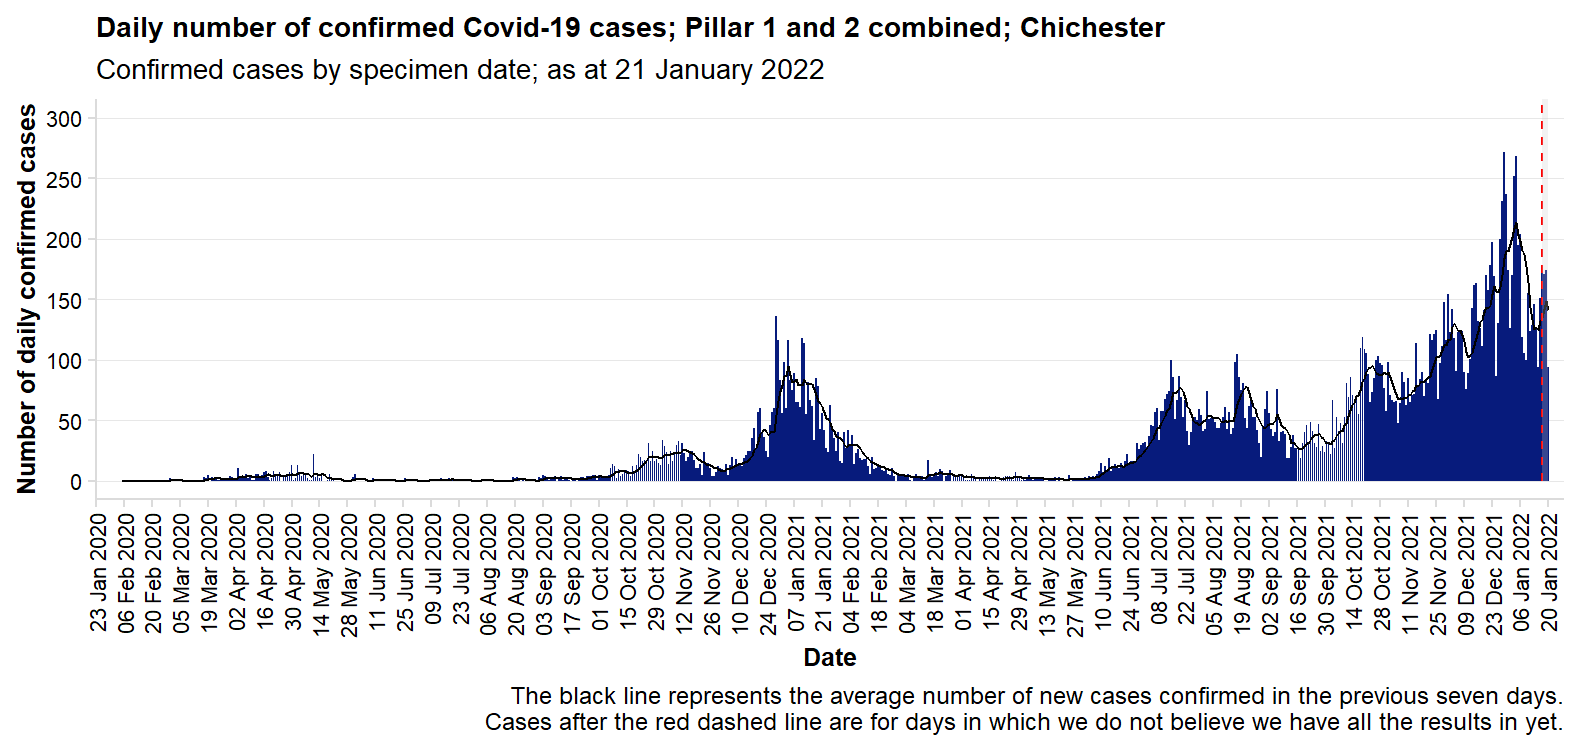 Daily number of confirmed Covid-19 cases; Pillar 1 and 2 combined; Chichester
Confirmed cases by specimen date; as at 21 January 2022
Number of daily confirmed cases
300
250
200
150
100
50
0
23 Jan 2020
06 Feb 2020
20 Feb 2020
05 Mar 2020
19 Mar 2020
02 Apr 2020
16 Apr 2020
30 Apr 2020
14 May 2020
28 May 2020
11 Jun 2020
25 Jun 2020
09 Jul 2020
23 Jul 2020
06 Aug 2020
20 Aug 2020
03 Sep 2020
17 Sep 2020
01 Oct 2020
15 Oct 2020
29 Oct 2020
12 Nov 2020
26 Nov 2020
10 Dec 2020
24 Dec 2020
07 Jan 2021
21 Jan 2021
04 Feb 2021
18 Feb 2021
04 Mar 2021
18 Mar 2021
01 Apr 2021
15 Apr 2021
29 Apr 2021
13 May 2021
27 May 2021
10 Jun 2021
24 Jun 2021
08 Jul 2021
22 Jul 2021
05 Aug 2021
19 Aug 2021
02 Sep 2021
16 Sep 2021
30 Sep 2021
14 Oct 2021
28 Oct 2021
11 Nov 2021
25 Nov 2021
09 Dec 2021
23 Dec 2021
06 Jan 2022
20 Jan 2022
Date
The black line represents the average number of new cases confirmed in the previous seven days.
Cases after the red dashed line are for days in which we do not believe we have all the results in yet.